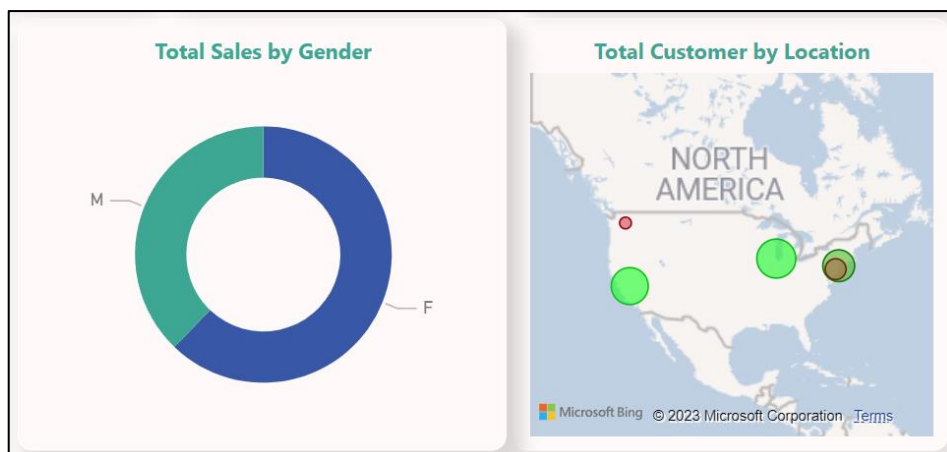 Total Sales by Gender
M
F
Total Customer by Location
NORTH
AMERICA
Microsoft Bing © 2023 Microsoft Corporation Terms